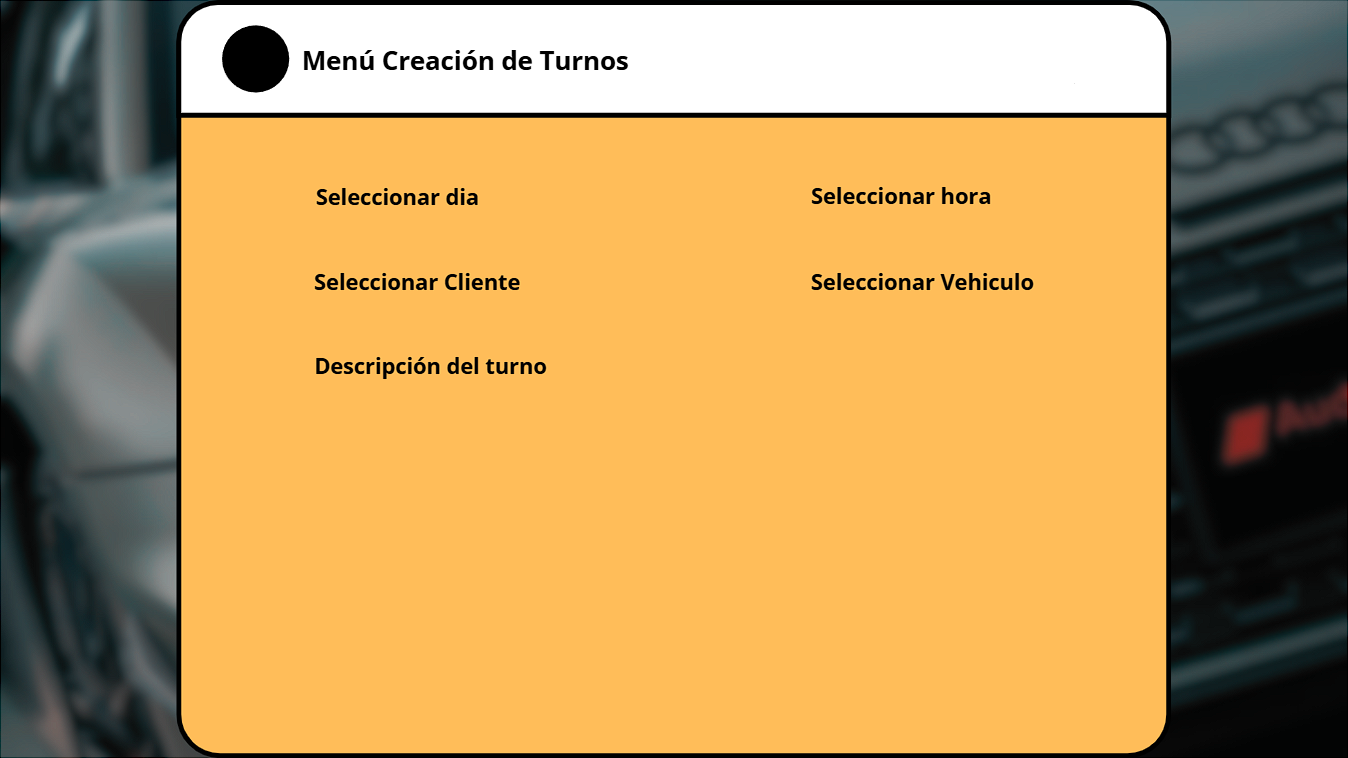 Menú Creación de Turnos
Seleccionar dia
Seleccionar hora
Seleccionar Cliente
Seleccionar Vehiculo
Descripción del turno